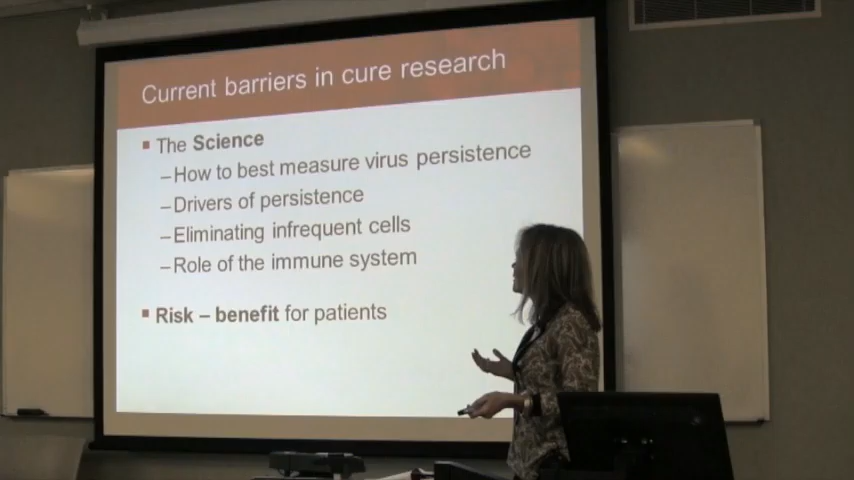 Current barriers in cure research
▪ The Science
–How to best measure virus persistence
–Drivers of persistence
–Eliminating infrequent cells
–Role of the immune system
▪ Risk – benefit for patients